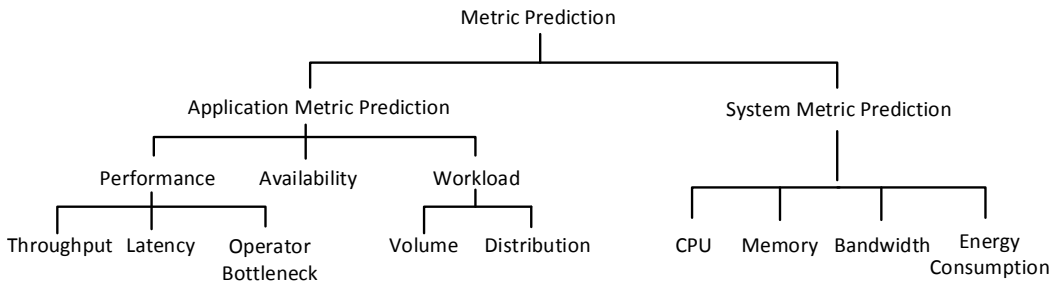 Metric Prediction
Application Metric Prediction
System Metric Prediction
Performance
Availability
Workload
Throughput
Latency
Operator
Bottleneck
Volume
Distribution
CPU
Memory
Bandwidth
Energy
Consumption